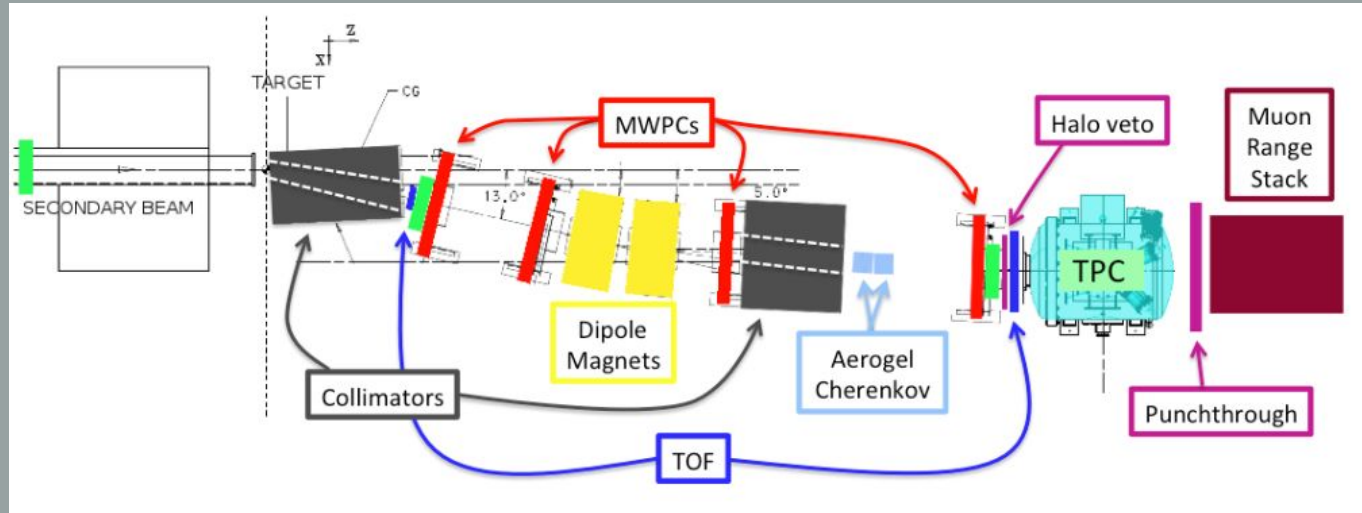 Z
X
TARGET
CG
SECONDARY BEAM
13.0°
5.0°
MWPCs
Halo veto
Muon
Range
Stack
TPC
Dipole
Magnets
Aerogel
Cherenkov
Collimators
Punchthrough
TOF